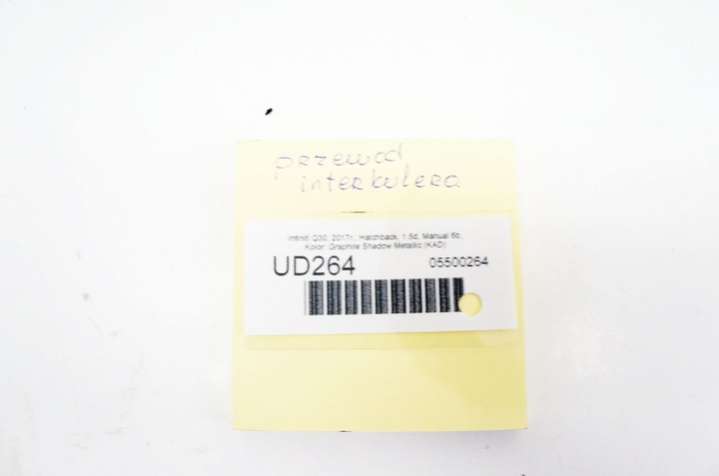 przewod
interkulera
Infiniti Q30, 2017r., Hatchback, 1.5d, Manual 6b,
Kolor: Graphite Shadow Metallic (KAD)
UD264 05500264